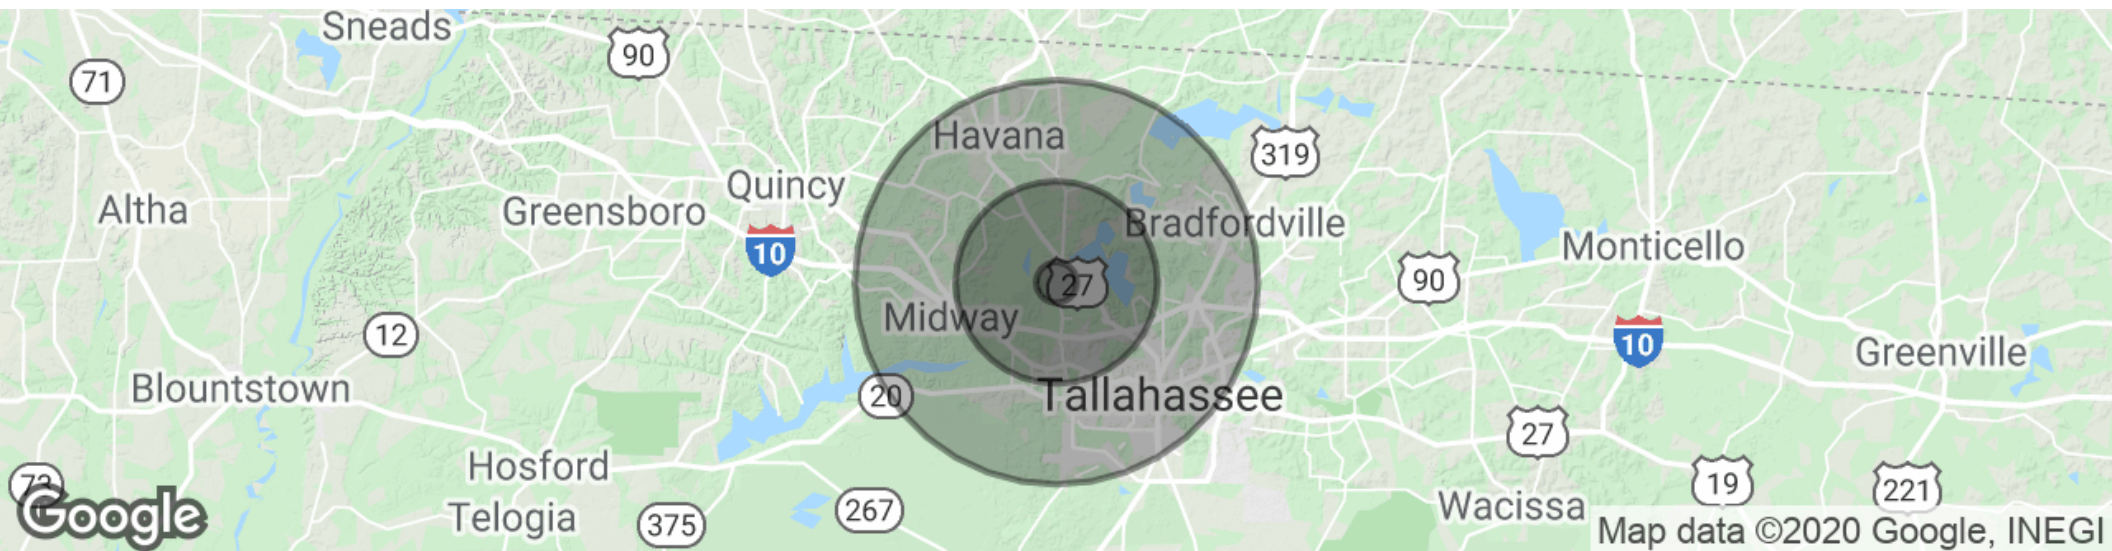 Sneads
90
71
Havana
319
Quincy
Altha
Greensboro
Bradfordville
Monticello
10
90
27
Midway
12
10
Greenville
Blountstown
20
Tallahassee
27
Hosford
73
19
221
Google
Telogia
375
267
Wacissa
Map data ©2020 Google, INEGI